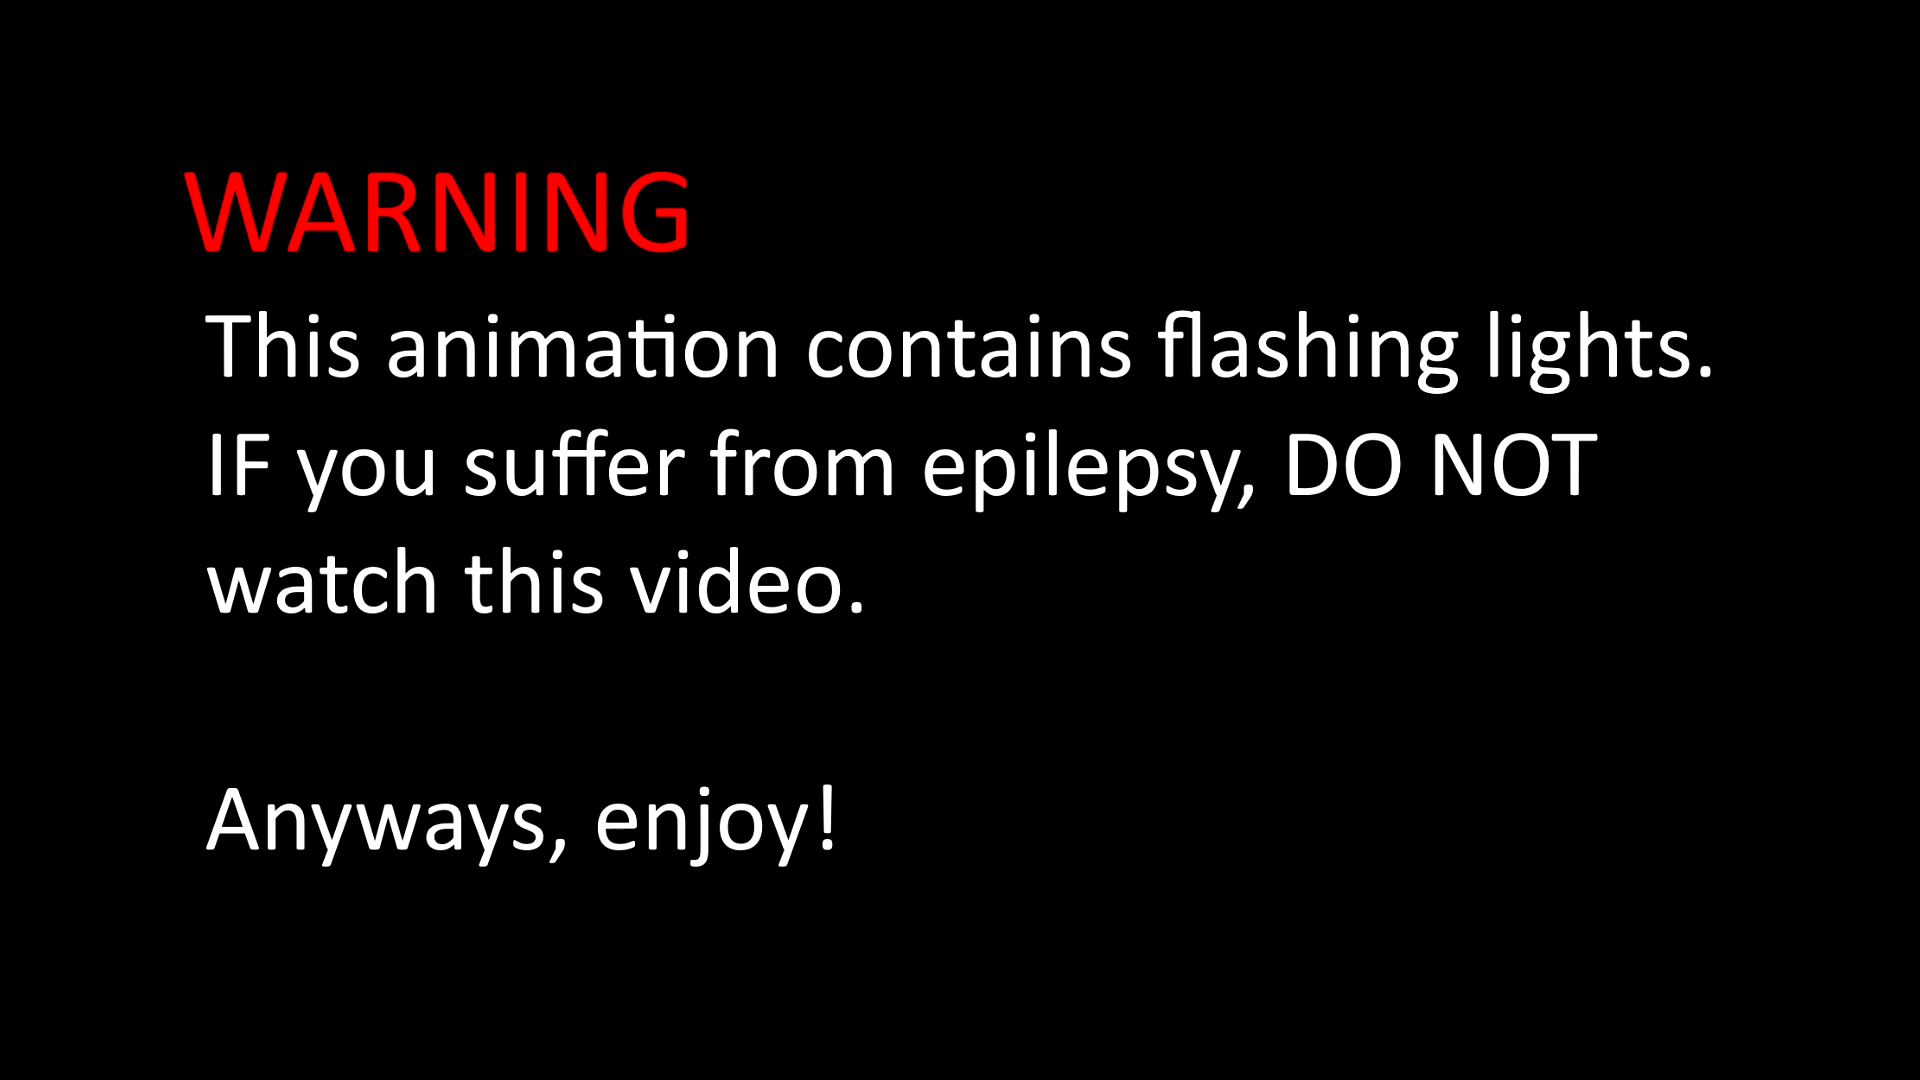 WARNING
This animation contains flashing lights.
IF you suffer from epilepsy, DO NOT
watch this video.
Anyways, enjoy!